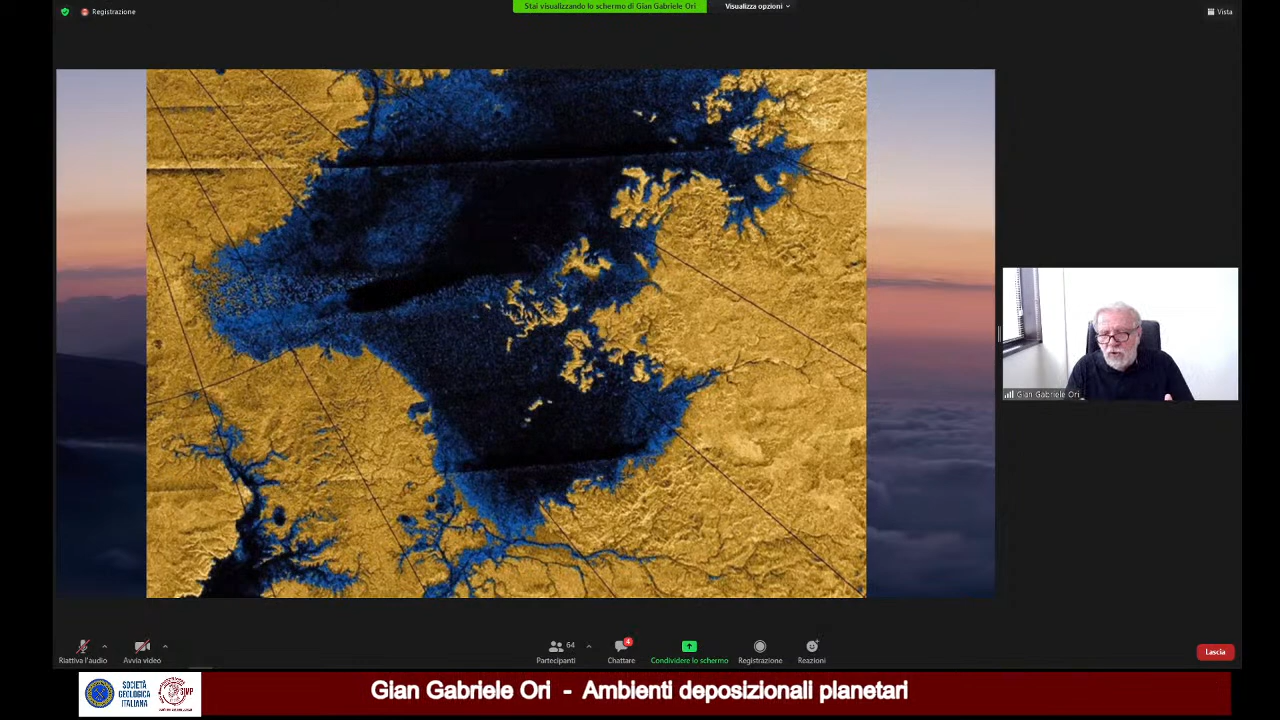 Registrazione
Stai visualizzando lo schermo di Gian Gabriele Ori
Visualizza opzioni
Vista
Gian Gabriele Ori
Riattiva l'audio
Avvia video
64
Partecipanti
4
Chattare
Condividere lo schermo
Registrazione
Reazioni
Lascia
SOCIETÀ
GEOLOGICA
ITALIANA
Gian Gabriele Ori - Ambienti deposizionali planetari